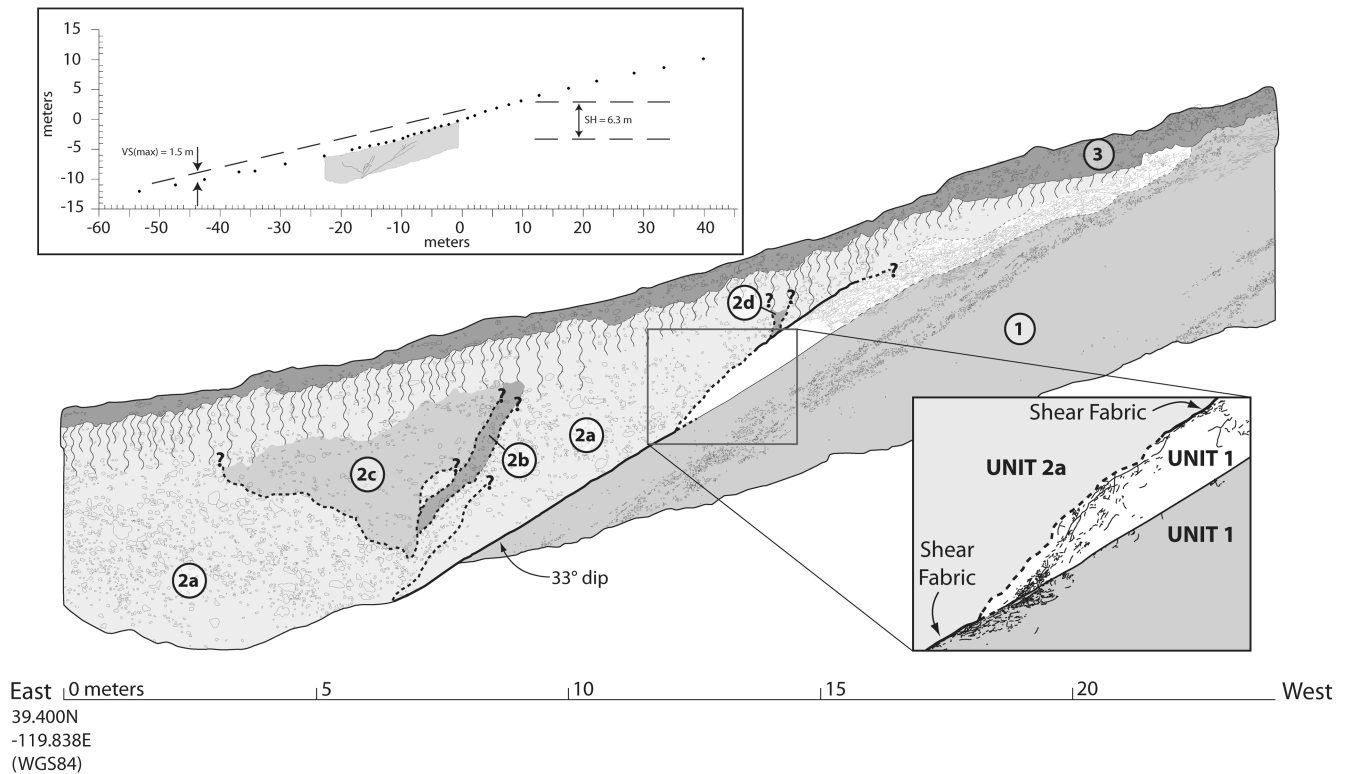 15
10
5
0
-5
-10
-15
meters
VS(max) = 1.5 m
SH = 6.3 m
-60 -50 -40 -30 -20 -10 0 10 20 30 40
meters
3
?
2d ? ?
1
? ?
2b
2a
?
2c
?
?
2a
33° dip
Shear Fabric
UNIT 2a
UNIT 1
UNIT 1
Shear
Fabric
East 0 meters 5 10 15 20 West
39.400N
-119.838E
(WGS84)